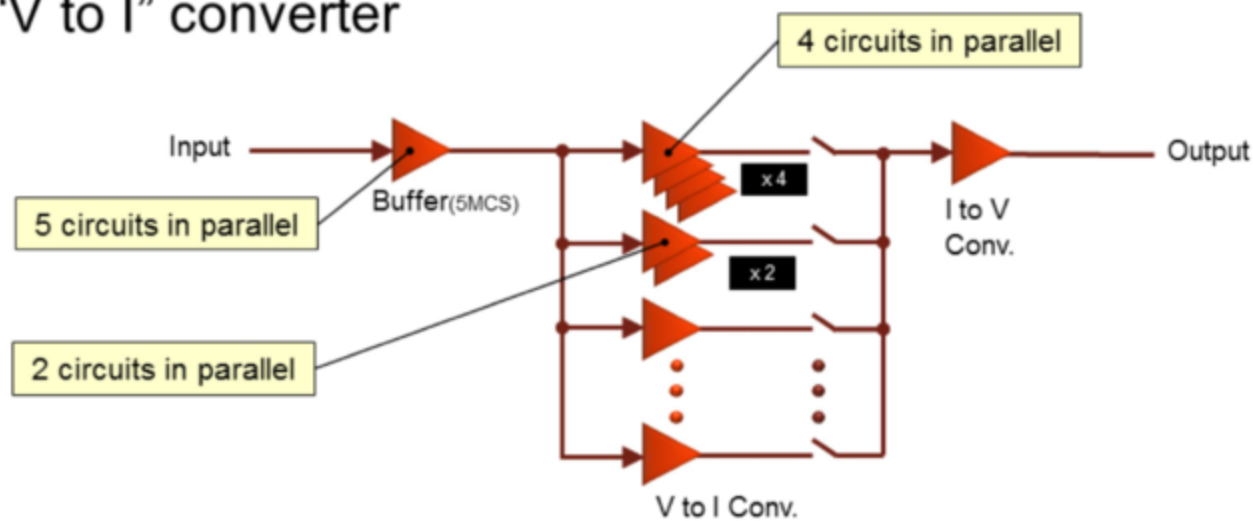 "V to I" converter
4 circuits in parallel
Input
Output
Buffer(5MCS)
x4
5 circuits in parallel
I to V
Conv.
x2
2 circuits in parallel
V to I Conv.